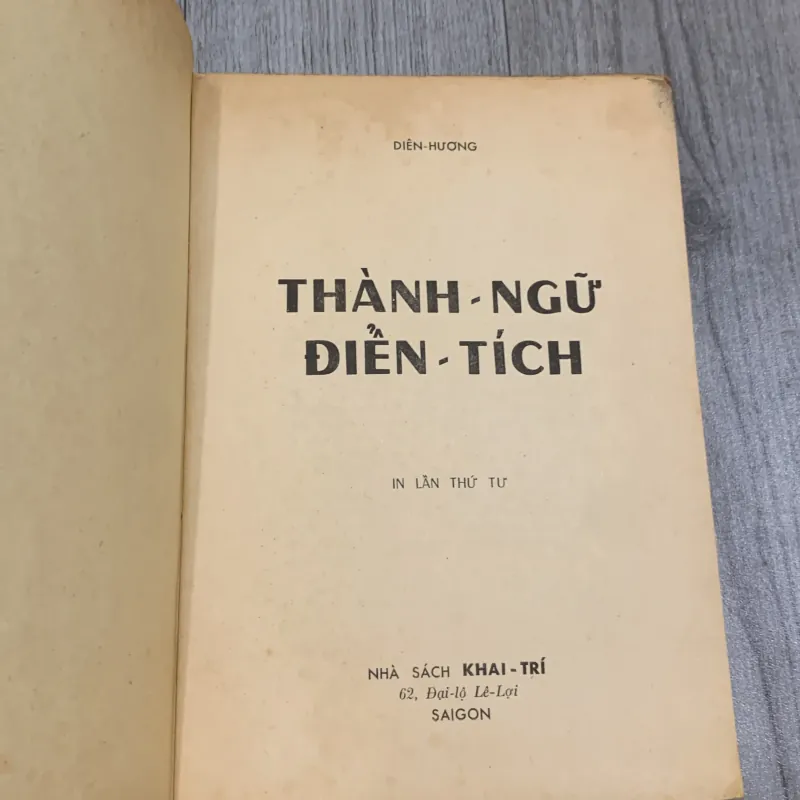 DIÊN-HƯƠNG
THÀNH-NGỮ
ĐIỂN-TÍCH
IN LẦN THỨ TƯ
NHÀ SÁCH KHAI-TRÍ
62, Đại-lộ Lê-Lợi
SAIGON